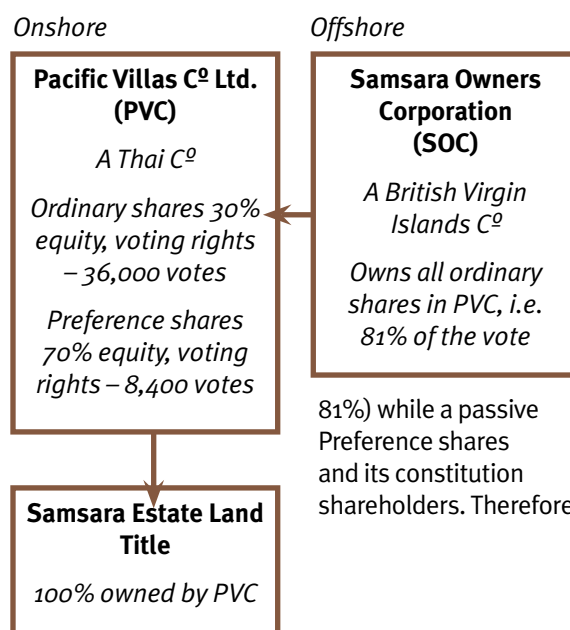 Onshore
Pacific Villas Cº Ltd.
(PVC)
A Thai Cº
Ordinary shares 30%
equity, voting rights
– 36,000 votes
Preference shares
70% equity, voting
rights – 8,400 votes
Samsara Estate Land
Title
100% owned by PVC
Offshore
Samsara Owners
Corporation
(SOC)
A British Virgin
Islands Cº
Owns all ordinary
shares in PVC, i.e.
81% of the vote
81%) while a passive
Preference shares
and its constitution
shareholders. Therefore